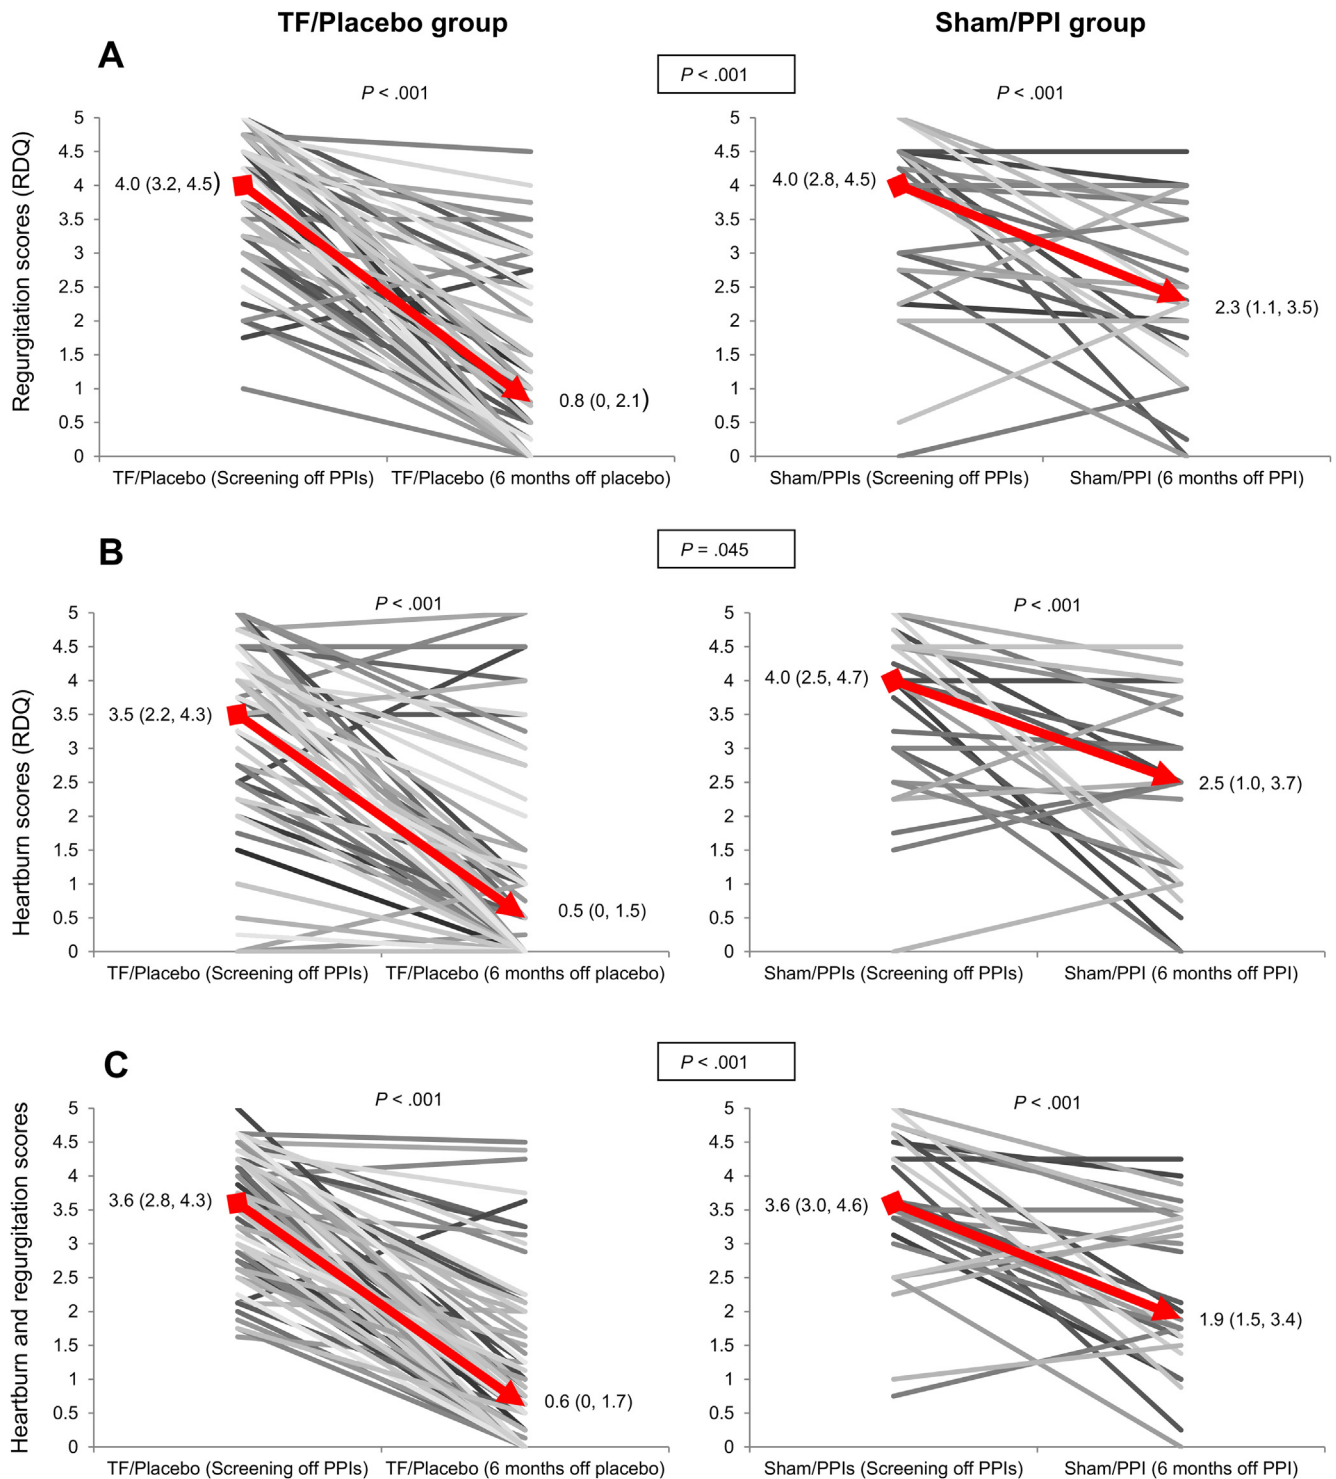 TF/Placebo group
Sham/PPI group
A
P < .001
P < .001
P < .001
Regurgitation scores (RDQ)
5
4.5
4
3.5
3
2.5
2
1.5
1
0.5
0
4.0 (3.2, 4.5)
0.8 (0, 2.1)
TF/Placebo (Screening off PPIs)
TF/Placebo (6 months off placebo)
5
4.5
4
3.5
3
2.5
2
1.5
1
0.5
0
4.0 (2.8, 4.5)
2.3 (1.1, 3.5)
Sham/PPIs (Screening off PPIs)
Sham/PPI (6 months off PPI)
B
P = .045
P < .001
P < .001
Heartburn scores (RDQ)
5
4.5
4
3.5
3
2.5
2
1.5
1
0.5
0
3.5 (2.2, 4.3)
0.5 (0, 1.5)
TF/Placebo (Screening off PPIs)
TF/Placebo (6 months off placebo)
5
4.5
4
3.5
3
2.5
2
1.5
1
0.5
0
4.0 (2.5, 4.7)
2.5 (1.0, 3.7)
Sham/PPIs (Screening off PPIs)
Sham/PPI (6 months off PPI)
C
P < .001
P < .001
P < .001
Heartburn and regurgitation scores
5
4.5
4
3.5
3
2.5
2
1.5
1
0.5
0
3.6 (2.8, 4.3)
0.6 (0, 1.7)
TF/Placebo (Screening off PPIs)
TF/Placebo (6 months off placebo)
5
4.5
4
3.5
3
2.5
2
1.5
1
0.5
0
3.6 (3.0, 4.6)
1.9 (1.5, 3.4)
Sham/PPIs (Screening off PPIs)
Sham/PPI (6 months off PPI)